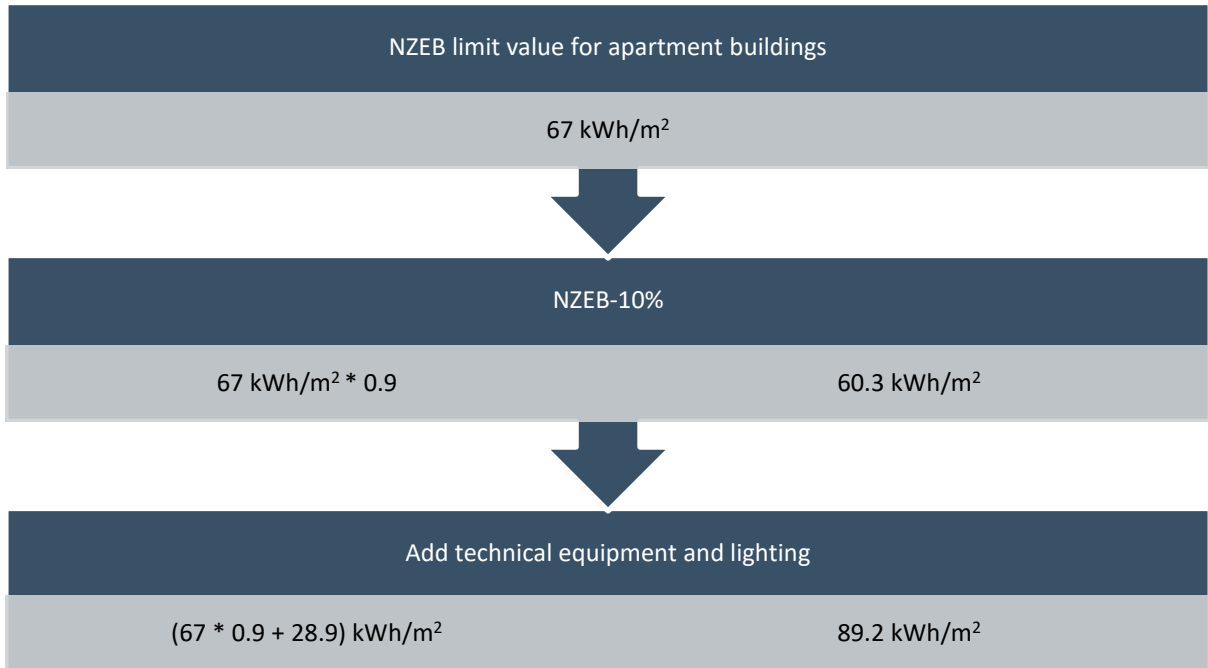 NZEB limit value for apartment buildings
67 kWh/m²
NZEB-10%
67 kWh/m² * 0.9 60.3 kWh/m²
Add technical equipment and lighting
(67 * 0.9 + 28.9) kWh/m² 89.2 kWh/m²